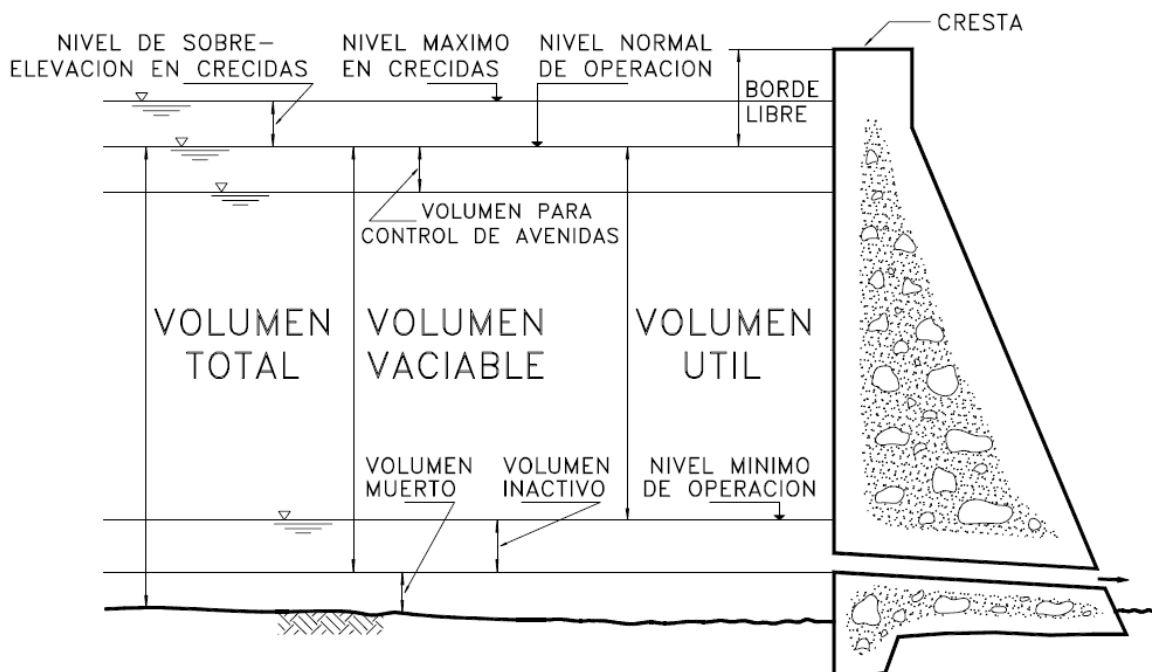 CRESTA
NIVEL DE SOBRE-
ELEVACION EN CRECIDAS
NIVEL MAXIMO
EN CRECIDAS
NIVEL NORMAL
DE OPERACION
BORDE
LIBRE
VOLUMEN PARA
CONTROL DE AVENIDAS
VOLUMEN
TOTAL
VOLUMEN
VACIABLE
VOLUMEN
UTIL
VOLUMEN
MUERTO
VOLUMEN
INACTIVO
NIVEL MINIMO
DE OPERACION